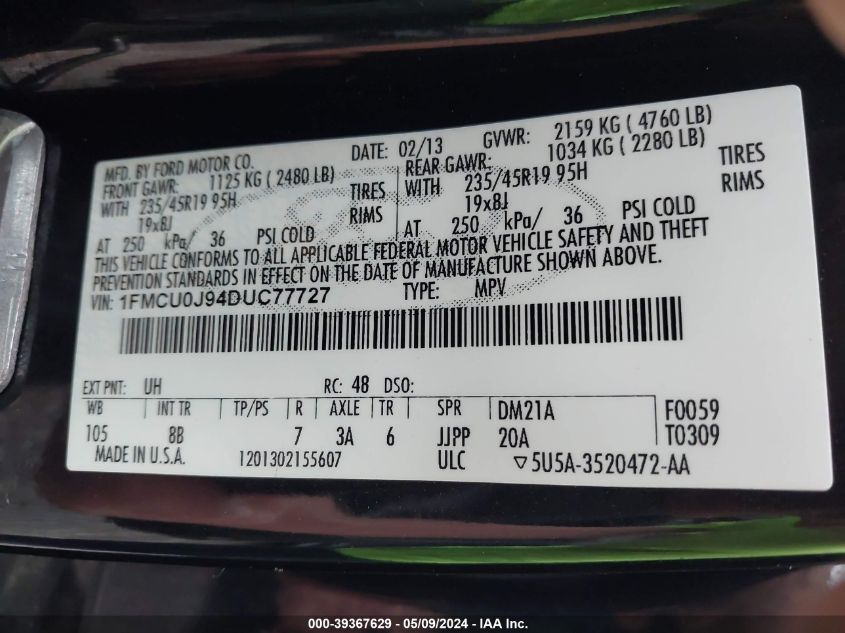 MFD. BY FORD MOTOR CO. DATE: 02/13 GVWR: 2159 KG ( 4760 LB)
FRONT GAWR: 1125 KG ( 2480 LB) REAR GAWR: 1034 KG ( 2280 LB)
WITH 235/45R19 95H TIRES WITH 235/45R19 95H TIRES
19x8J RIMS 19x8J RIMS
AT 250 kPa/ 36 PSI COLD AT 250 kPa/ 36 PSI COLD
THIS VEHICLE CONFORMS TO ALL APPLICABLE FEDERAL MOTOR VEHICLE SAFETY AND THEFT
PREVENTION STANDARDS IN EFFECT ON THE DATE OF MANUFACTURE SHOWN ABOVE.
VIN: 1FMCU0J94DUC77727 TYPE: MPV
EXT PNT: UH RC: 48 DSO:
WB INT TR TP/PS R AXLE TR SPR DM21A F0059
105 8B 7 3A 6 JJPP 20A T0309
MADE IN U.S.A. 1201302155607 ULC ▽5U5A-3520472-AA
000-39367629 - 05/09/2024 - IAA Inc.